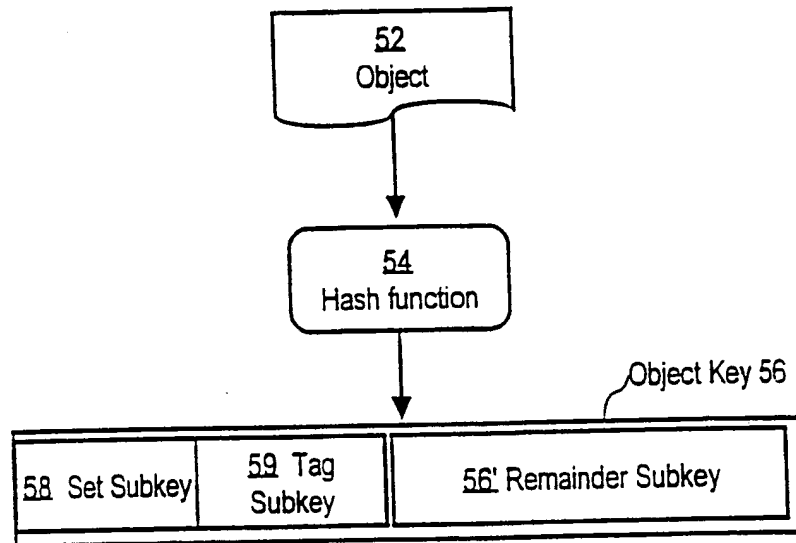 52
Object
54
Hash function
Object Key 56
58 Set Subkey
59 Tag
Subkey
56' Remainder Subkey